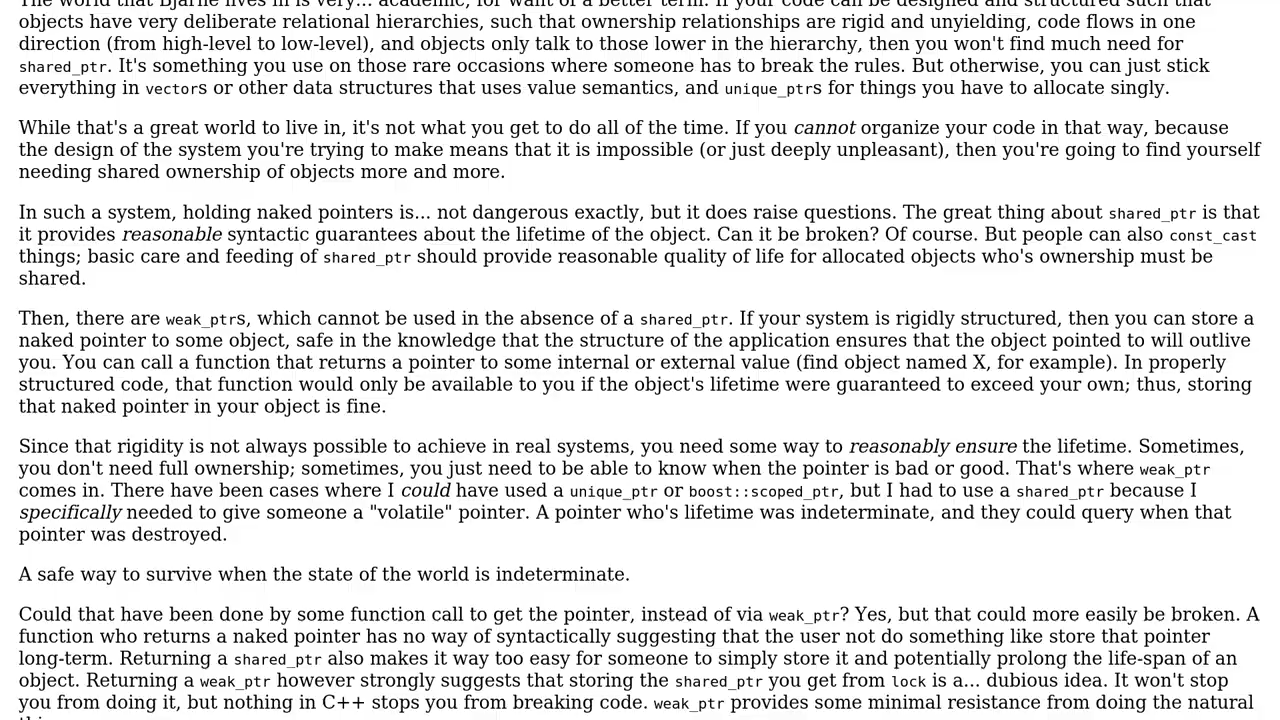 The world that Bjarne lives in is very... academic, for want of a better term. If your code can be designed and structured such that
objects have very deliberate relational hierarchies, such that ownership relationships are rigid and unyielding, code flows in one
direction (from high-level to low-level), and objects only talk to those lower in the hierarchy, then you won't find much need for
shared_ptr. It's something you use on those rare occasions where someone has to break the rules. But otherwise, you can just stick
everything in vectors or other data structures that uses value semantics, and unique_ptrs for things you have to allocate singly.
While that's a great world to live in, it's not what you get to do all of the time. If you cannot organize your code in that way, because
the design of the system you're trying to make means that it is impossible (or just deeply unpleasant), then you're going to find yourself
needing shared ownership of objects more and more.
In such a system, holding naked pointers is... not dangerous exactly, but it does raise questions. The great thing about shared_ptr is that
it provides reasonable syntactic guarantees about the lifetime of the object. Can it be broken? Of course. But people can also const_cast
things; basic care and feeding of shared_ptr should provide reasonable quality of life for allocated objects who's ownership must be
shared.
Then, there are weak_ptrs, which cannot be used in the absence of a shared_ptr. If your system is rigidly structured, then you can store a
naked pointer to some object, safe in the knowledge that the structure of the application ensures that the object pointed to will outlive
you. You can call a function that returns a pointer to some internal or external value (find object named X, for example). In properly
structured code, that function would only be available to you if the object's lifetime were guaranteed to exceed your own; thus, storing
that naked pointer in your object is fine.
Since that rigidity is not always possible to achieve in real systems, you need some way to reasonably ensure the lifetime. Sometimes,
you don't need full ownership; sometimes, you just need to be able to know when the pointer is bad or good. That's where weak_ptr
comes in. There have been cases where I could have used a unique_ptr or boost::scoped_ptr, but I had to use a shared_ptr because I
specifically needed to give someone a "volatile" pointer. A pointer who's lifetime was indeterminate, and they could query when that
pointer was destroyed.
A safe way to survive when the state of the world is indeterminate.
Could that have been done by some function call to get the pointer, instead of via weak_ptr? Yes, but that could more easily be broken. A
function who returns a naked pointer has no way of syntactically suggesting that the user not do something like store that pointer
long-term. Returning a shared_ptr also makes it way too easy for someone to simply store it and potentially prolong the life-span of an
object. Returning a weak_ptr however strongly suggests that storing the shared_ptr you get from lock is a... dubious idea. It won't stop
you from doing it, but nothing in C++ stops you from breaking code. weak_ptr provides some minimal resistance from doing the natural